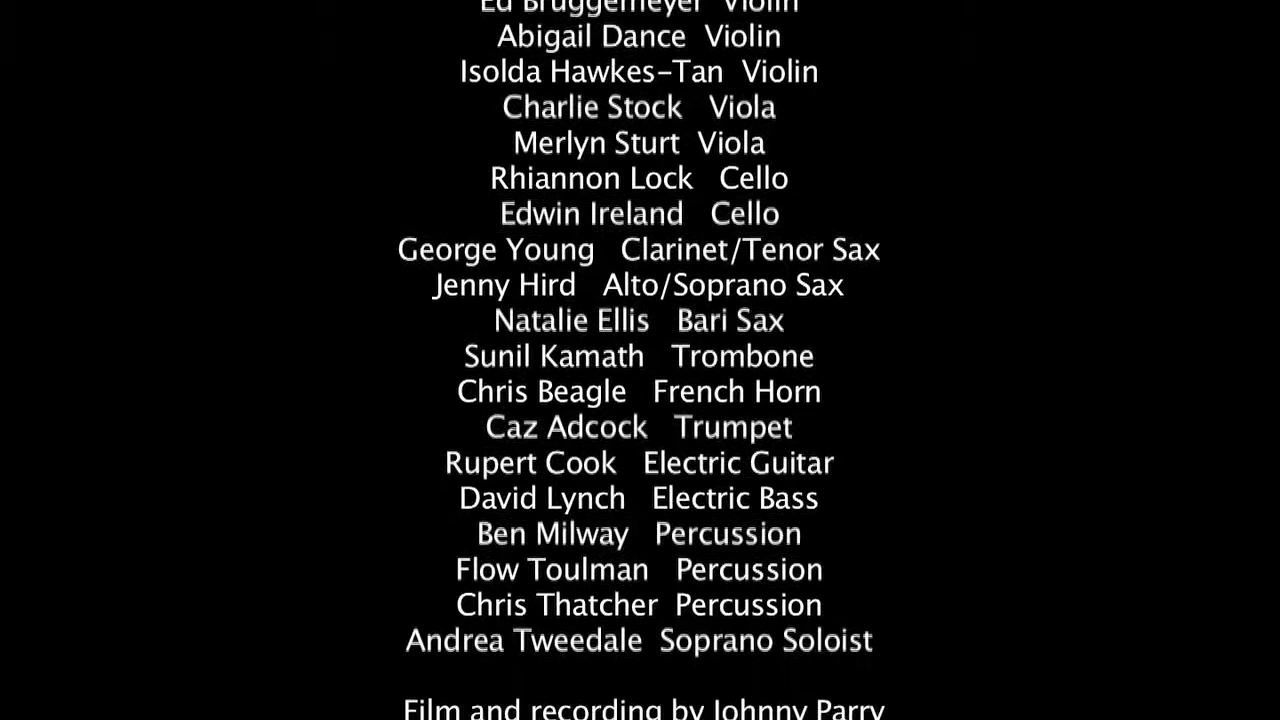 Ed Bruggemeyer Violin
Abigail Dance Violin
Isolda Hawkes-Tan Violin
Charlie Stock Viola
Merlyn Sturt Viola
Rhiannon Lock Cello
Edwin Ireland Cello
George Young Clarinet/Tenor Sax
Jenny Hird Alto/Soprano Sax
Natalie Ellis Bari Sax
Sunil Kamath Trombone
Chris Beagle French Horn
Caz Adcock Trumpet
Rupert Cook Electric Guitar
David Lynch Electric Bass
Ben Milway Percussion
Flow Toulman Percussion
Chris Thatcher Percussion
Andrea Tweedale Soprano Soloist
Film and recording by Johnny Parry